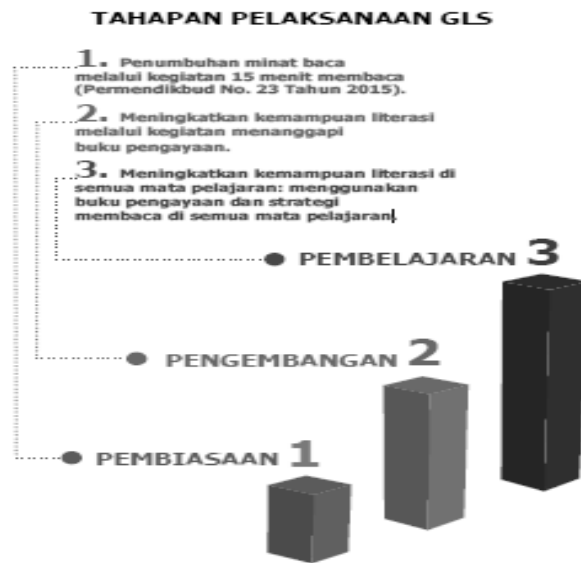 TAHAPAN PELAKSANAAN GLS
1. Penumbuhan minat baca
melalui kegiatan 15 menit membaca
(Permendikbud No. 23 Tahun 2015).
2. Meningkatkan kemampuan literasi
melalui kegiatan menanggapi
buku pengayaan.
3. Meningkatkan kemampuan literasi di
semua mata pelajaran: menggunakan
buku pengayaan dan strategi
membaca di semua mata pelajaran.
PEMBELAJARAN 3
PENGEMBANGAN 2
PEMBIASAAN 1